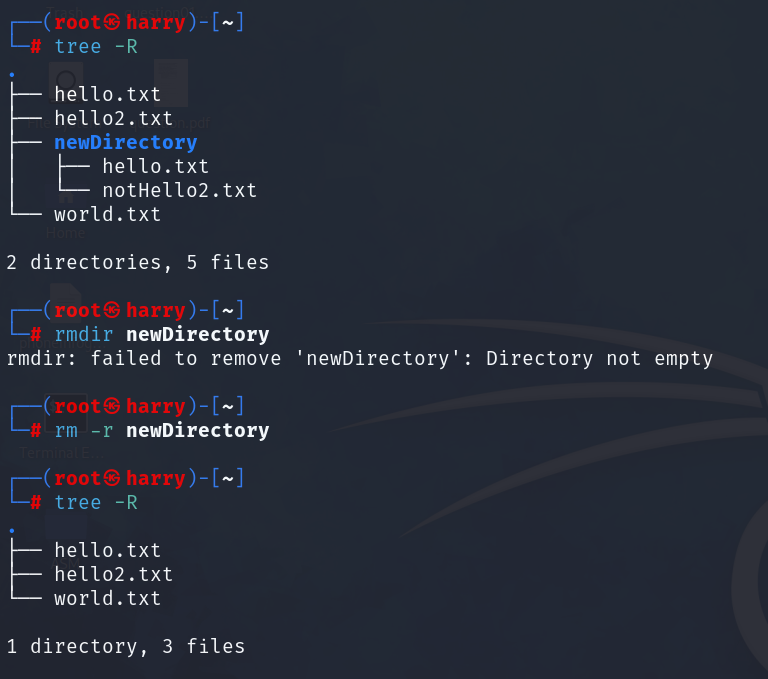 ┌──(root㉿harry)-[~]
└─# tree -R
.
├── hello.txt
├── hello2.txt
├── newDirectory
│   ├── hello.txt
│   └── notHello2.txt
└── world.txt

2 directories, 5 files

┌──(root㉿harry)-[~]
└─# rmdir newDirectory
rmdir: failed to remove 'newDirectory': Directory not empty

┌──(root㉿harry)-[~]
└─# rm -r newDirectory

┌──(root㉿harry)-[~]
└─# tree -R
.
├── hello.txt
├── hello2.txt
└── world.txt

1 directory, 3 files